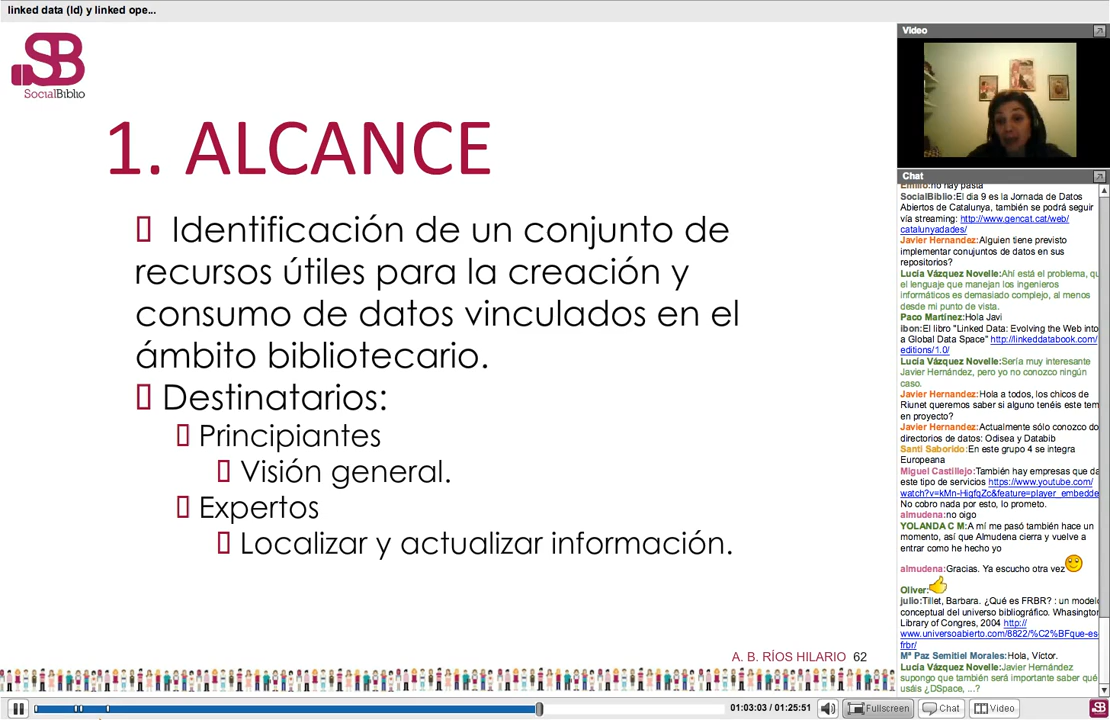 linked data (ld) y linked ope...
SB
SocialBiblio
1. ALCANCE
Identificación de un conjunto de
recursos útiles para la creación y
consumo de datos vinculados en el
ámbito bibliotecario.
Destinatarios:
Principiantes
Visión general.
Expertos
Localizar y actualizar información.
A. B. RÍOS HILARIO 62
Video
Chat
Emilio:no hay pasta
SocialBiblio:El dia 9 es la Jornada de Datos
Abiertos de Catalunya, también se podrá seguir
vía streaming: http://www.gencat.cat/web/
catalunyadades/
Javier Hernandez:Alguien tiene previsto
implementar conujuntos de datos en sus
repositorios?
Lucía Vázquez Novelle:Ahí está el problema, qu
el lenguaje que manejan los ingenieros
informáticos es demasiado complejo, al menos
desde mi punto de vista.
Paco Martínez:Hola Javi
Ibon:El libro "Linked Data: Evolving the Web into
a Global Data Space" http://linkeddatabook.com/
editions/1.0/
Lucía Vázquez Novelle:Sería muy interesante
Javier Hernández, pero yo no conozco ningún
caso.
Javier Hernandez:Hola a todos, los chicos de
Riunet queremos saber si alguno tenéis este tem
en proyecto?
Javier Hernandez:Actualmente sólo conozco do
directorios de datos: Odisea y Databib
Santi Saborido:En este grupo 4 se integra
Europeana
Miguel Castillejo:También hay empresas que da
este tipo de servicios https://www.youtube.com/
watch?v=kMn-HigfgZc&feature=player_embedde
No cobro nada por esto, lo prometo.
almudena:no oigo
YOLANDA C M:A mí me pasó también hace un
momento, así que Almudena cierra y vuelve a
entrar como he hecho yo
almudena:Gracias. Ya escucho otra vez
Oliver:
julio:Tillet, Barbara. ¿Qué es FRBR? : un modelo
conceptual del universo bibliográfico. Whasington
Library of Congres, 2004 http://
www.universoabierto.com/8822/%C2%BFque-es-
frbr/
Mª Paz Semitiel Morales:Hola, Víctor.
Lucía Vázquez Novelle:Javier Hernández
supongo que también será importante saber qué
usáis ¿DSpace, ...?
01:03:03 / 01:25:51
Fullscreen
Chat
Video
SB